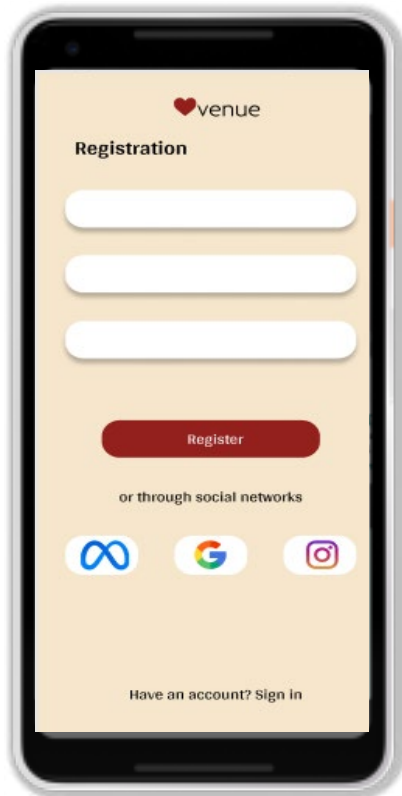 venue
Registration
Register
or through social networks
Have an account? Sign in